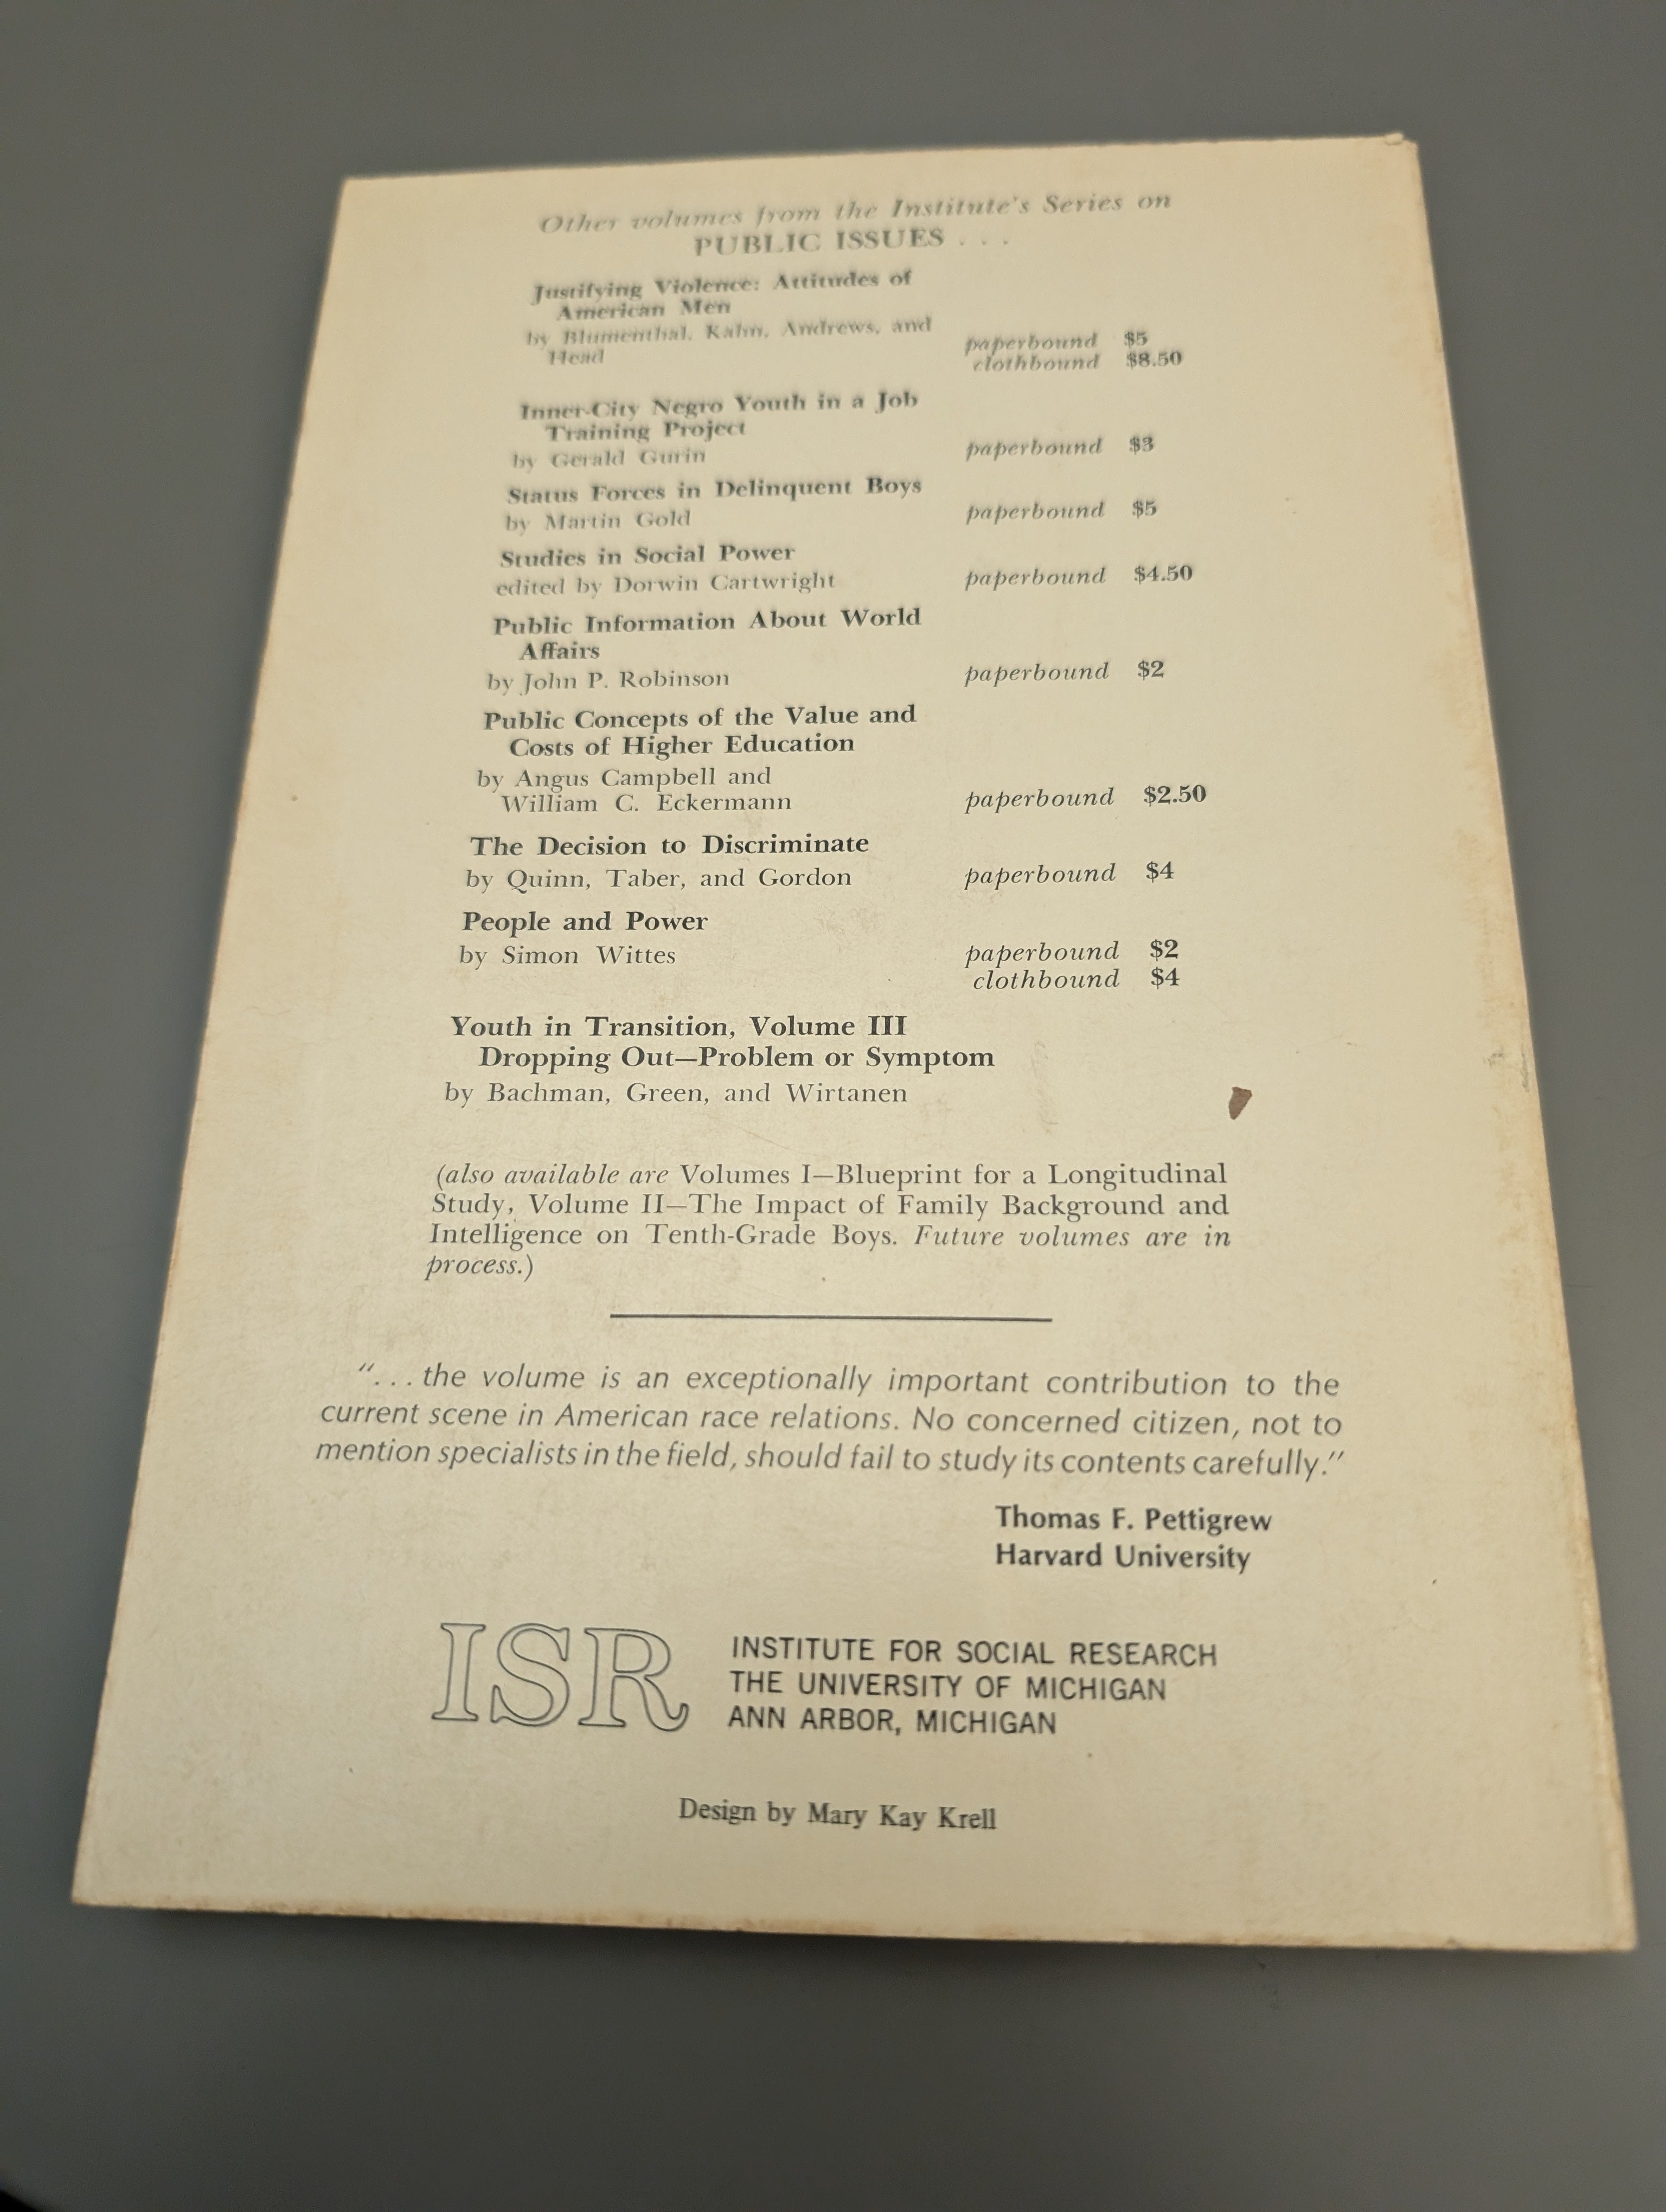 Other volumes from the Institute's Series on
PUBLIC ISSUES . . .
Justifying Violence: Attitudes of
American Men
by Blumenthal, Kahn, Andrews, and
Head
paperbound $5
clothbound $8.50
Inner-City Negro Youth in a Job
Training Project
by Gerald Gurin
paperbound $3
Status Forces in Delinquent Boys
by Martin Gold
paperbound $5
Studies in Social Power
edited by Dorwin Cartwright
paperbound $4.50
Public Information About World
Affairs
by John P. Robinson
paperbound $2
Public Concepts of the Value and
Costs of Higher Education
by Angus Campbell and
William C. Eckermann
paperbound $2.50
The Decision to Discriminate
by Quinn, Taber, and Gordon
paperbound $4
People and Power
by Simon Wittes
paperbound $2
clothbound $4
Youth in Transition, Volume III
Dropping Out—Problem or Symptom
by Bachman, Green, and Wirtanen
(also available are Volumes I—Blueprint for a Longitudinal
Study, Volume II—The Impact of Family Background and
Intelligence on Tenth-Grade Boys. Future volumes are in
process.)
"... the volume is an exceptionally important contribution to the
current scene in American race relations. No concerned citizen, not to
mention specialists in the field, should fail to study its contents carefully."
Thomas F. Pettigrew
Harvard University
ISR
INSTITUTE FOR SOCIAL RESEARCH
THE UNIVERSITY OF MICHIGAN
ANN ARBOR, MICHIGAN
Design by Mary Kay Krell